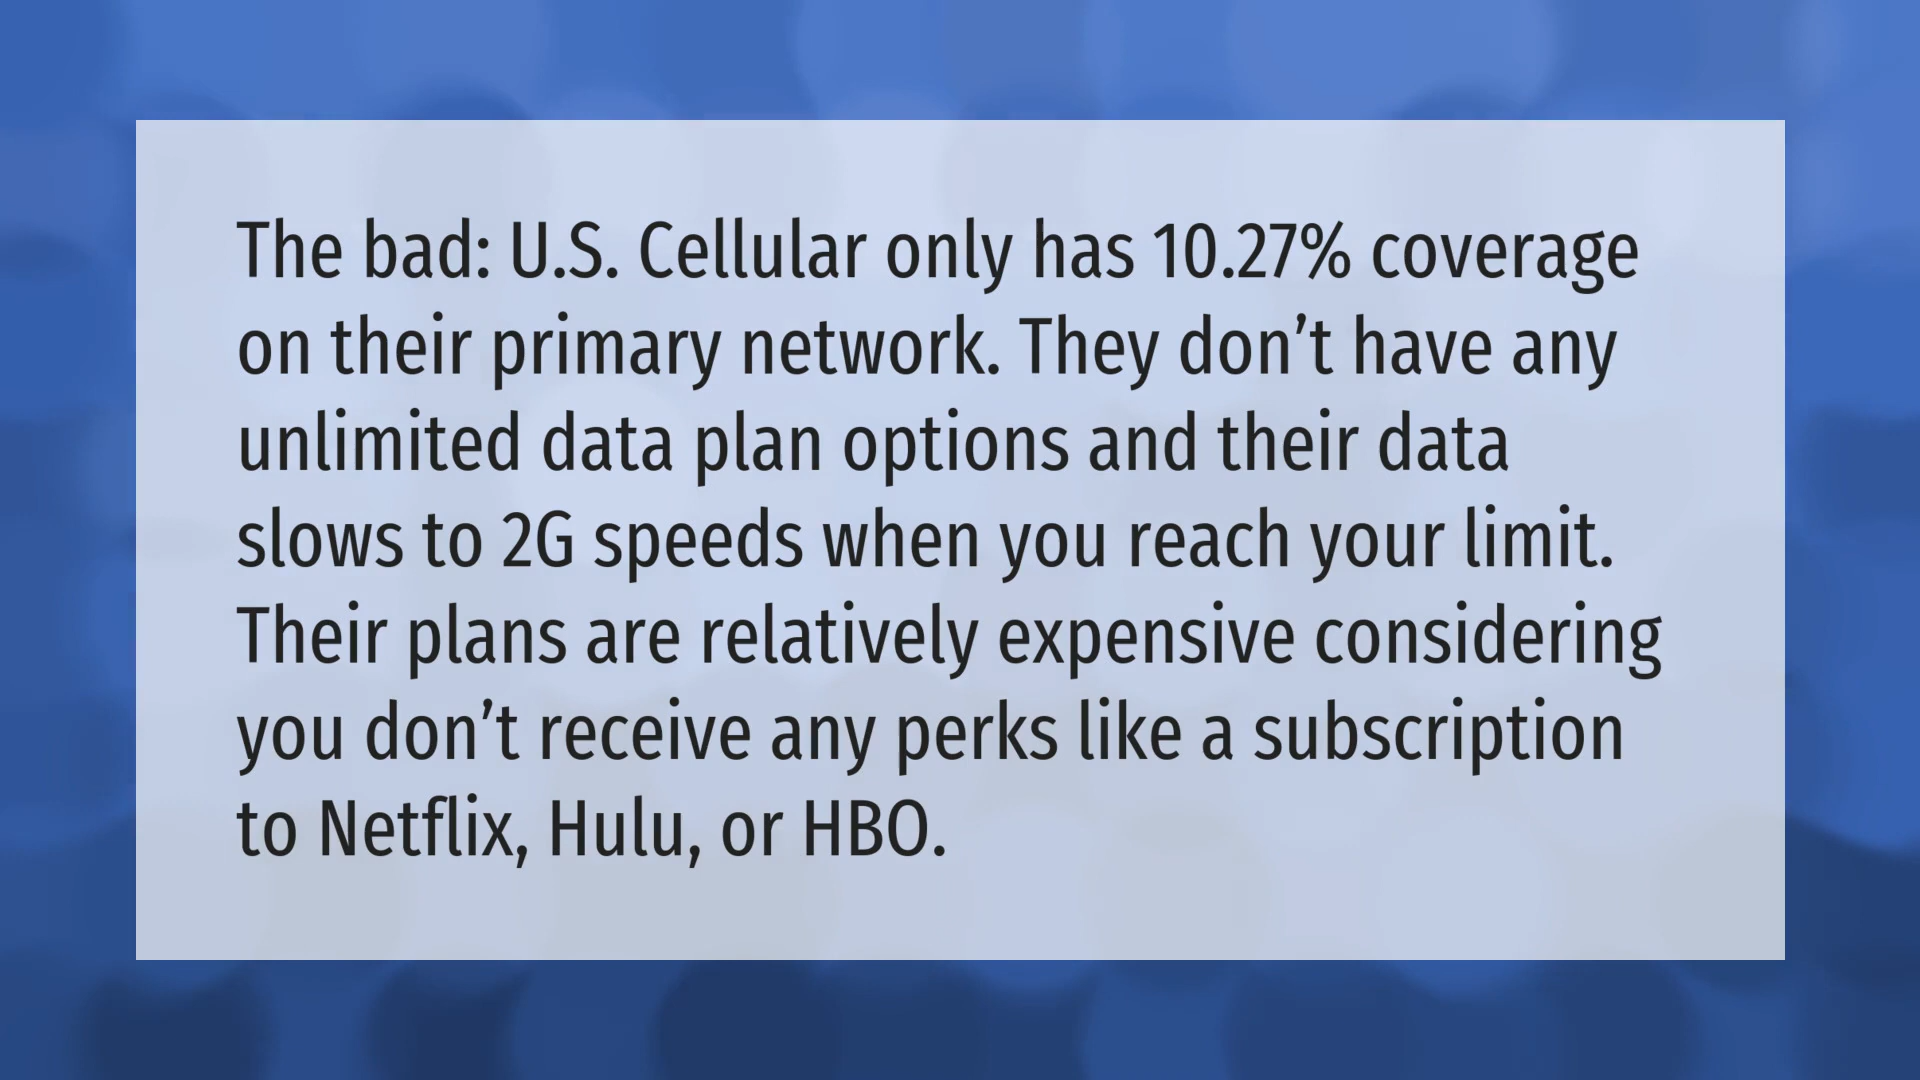 The bad: U.S. Cellular only has 10.27% coverage
on their primary network. They don’t have any
unlimited data plan options and their data
slows to 2G speeds when you reach your limit.
Their plans are relatively expensive considering
you don’t receive any perks like a subscription
to Netflix, Hulu, or HBO.